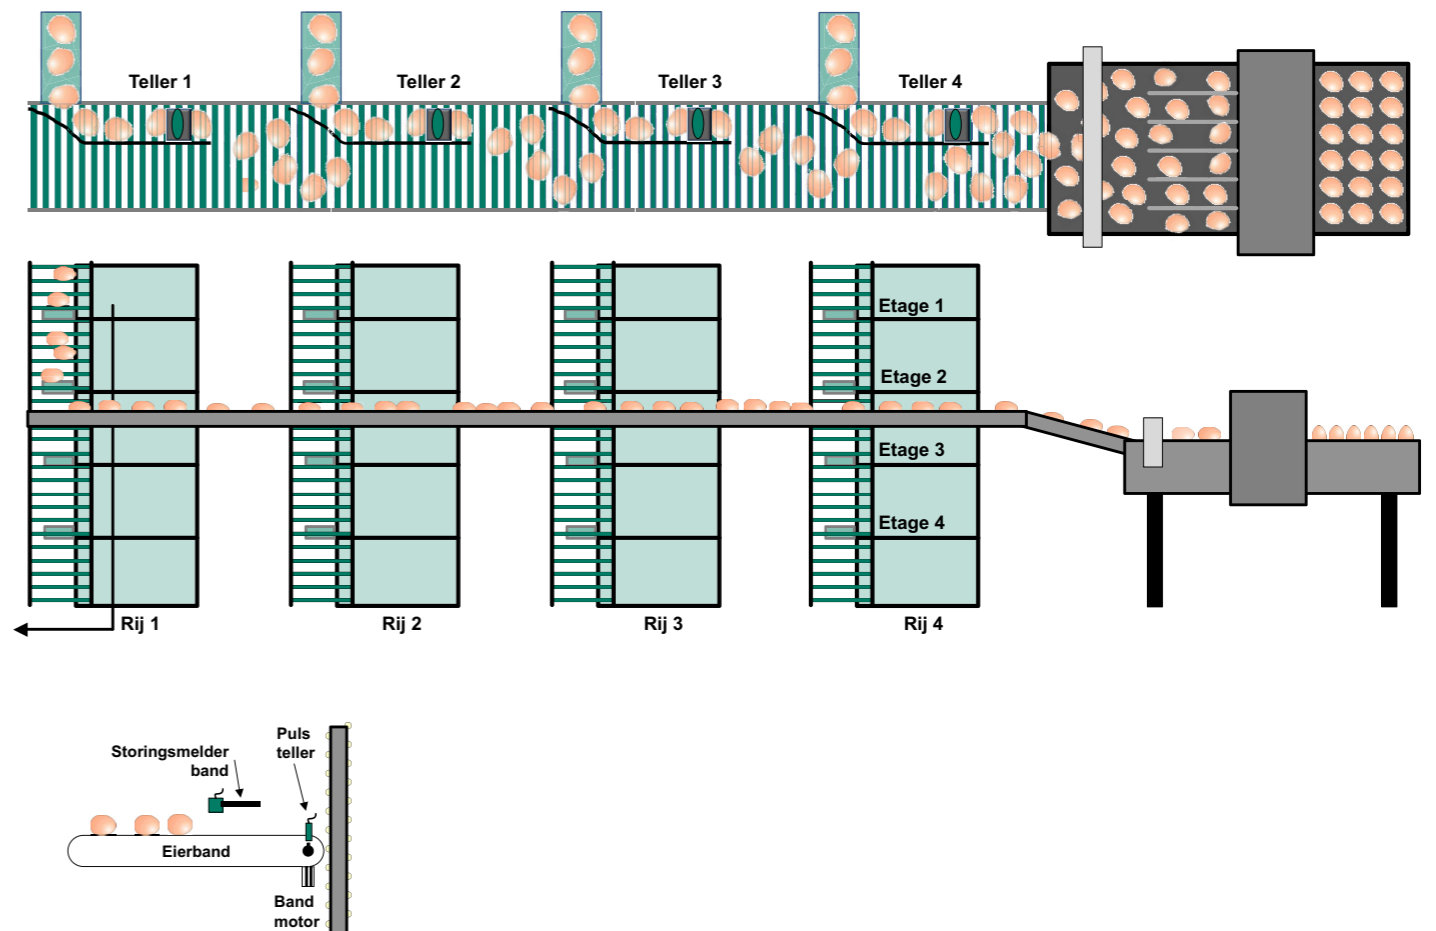 Teller 1
Teller 2
Teller 3
Teller 4
Etage 1
Etage 2
Etage 3
Etage 4
Rij 1
Rij 2
Rij 3
Rij 4
Puls
teller
Storingsmelder
band
Eierband
Band
motor